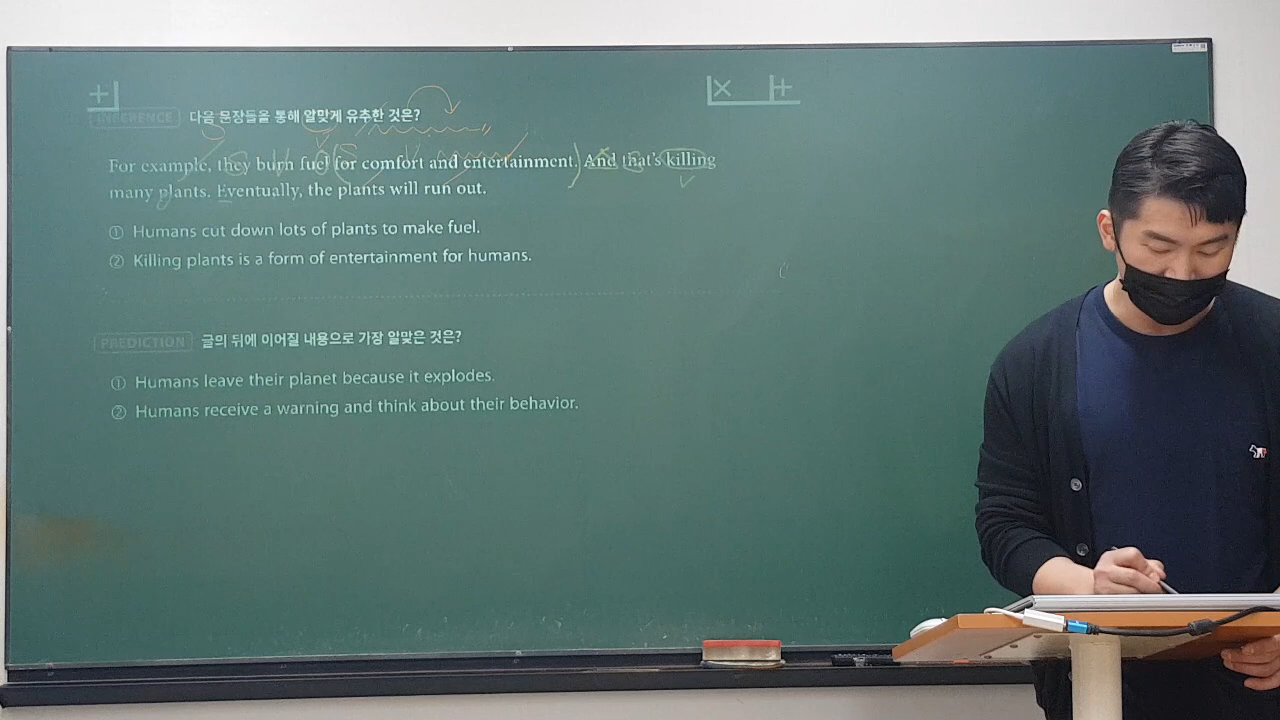 INFERENCE 다음 문장들을 통해 알맞게 유추한 것은?
For example, they burn fuel for comfort and entertainment. And that's killing
many plants. Eventually, the plants will run out.
① Humans cut down lots of plants to make fuel.
② Killing plants is a form of entertainment for humans.
PREDICTION 글의 뒤에 이어질 내용으로 가장 알맞은 것은?
① Humans leave their planet because it explodes.
② Humans receive a warning and think about their behavior.